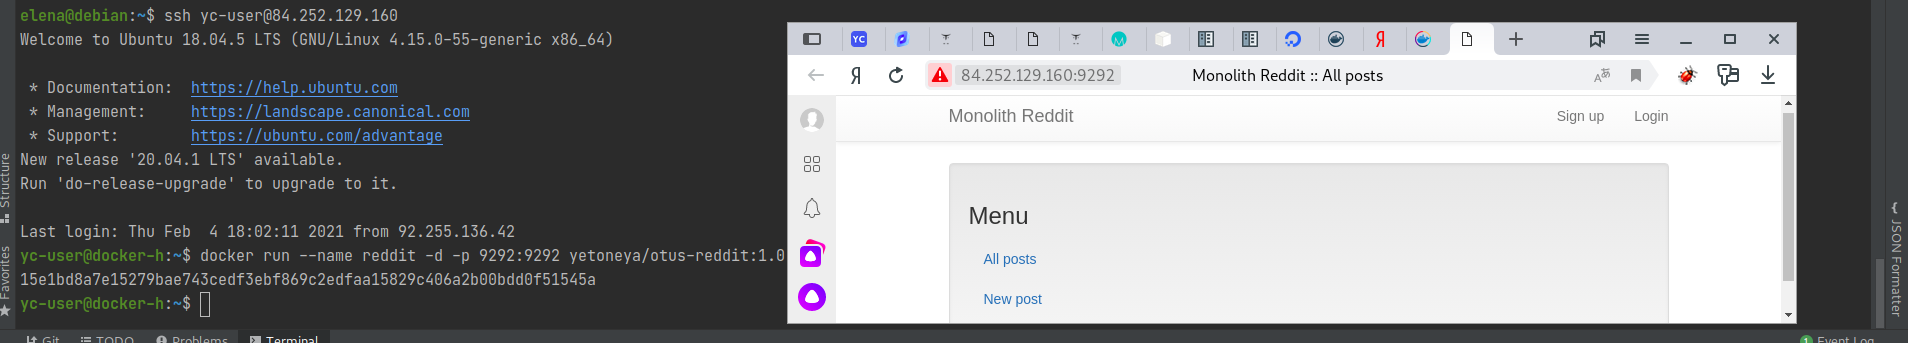 elena@debian:~$ ssh yc-user@84.252.129.160
Welcome to Ubuntu 18.04.5 LTS (GNU/Linux 4.15.0-55-generic x86_64)
* Documentation:  https://help.ubuntu.com
* Management:     https://landscape.canonical.com
* Support:        https://ubuntu.com/advantage
New release '20.04.1 LTS' available.
Run 'do-release-upgrade' to upgrade to it.
Last login: Thu Feb  4 18:02:11 2021 from 92.255.136.42
yc-user@docker-h:~$ docker run --name reddit -d -p 9292:9292 yetoneya/otus-reddit:1.0
15e1bd8a7e15279bae743cedf3ebf869c2edfaa15829c406a2b00bdd0f51545a
yc-user@docker-h:~$
YC
Я
Я
84.252.129.160:9292
Monolith Reddit :: All posts
Monolith Reddit
Sign up
Login
Menu
All posts
New post
Structure
Favorites
{ JSON Formatter
Git
TODO
Problems
Terminal
1 Event Log